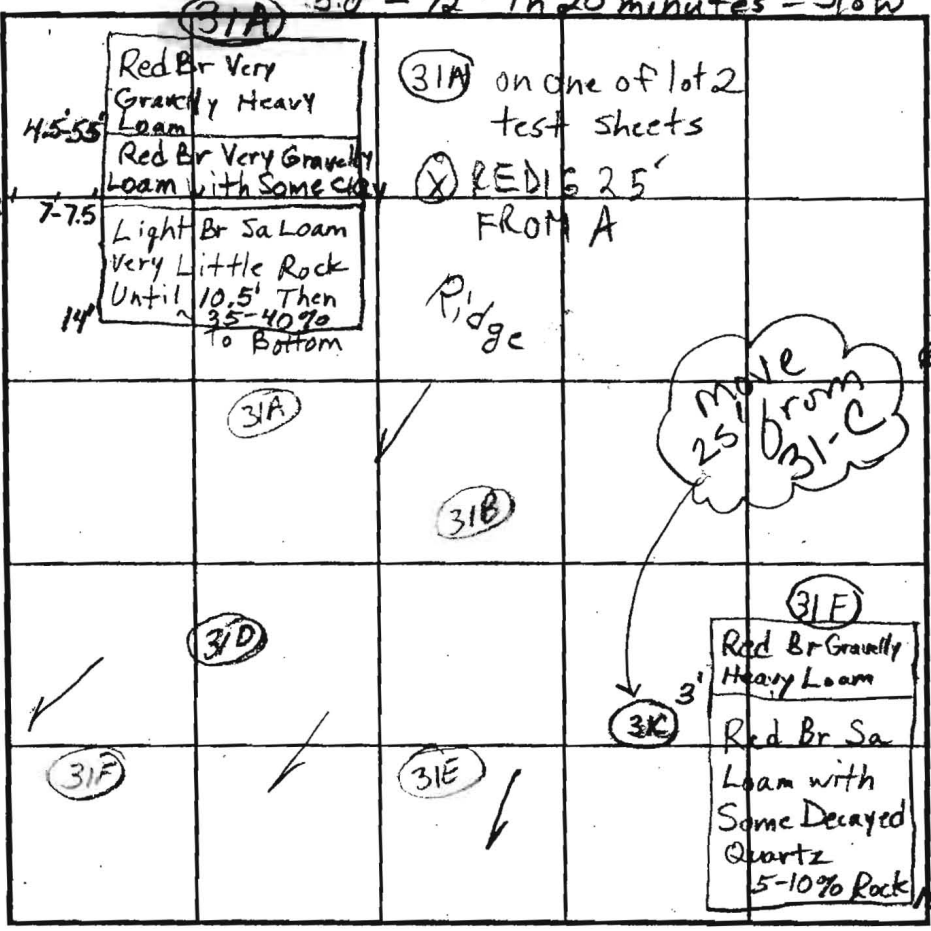 in 20 minutes - Slow
31A
Red Br Very
Gravelly Heavy
Loam
4.5'-5.5'
Red Br Very Gravelly
Loam with Some Clay
7-7.5'
Light Br Sa Loam
Very Little Rock
Until 10.5' Then
~ 35-40%
To Bottom
14'
31A on one of lot 2
test sheets
X REDIG 25'
FROM A
Ridge
move
25' from
31-C
31A
31B
31D
31C
31F
31E
31E
3'
Red Br Gravelly
Heavy Loam
Red Br Sa
Loam with
Some Decayed
Quartz
5-10% Rock